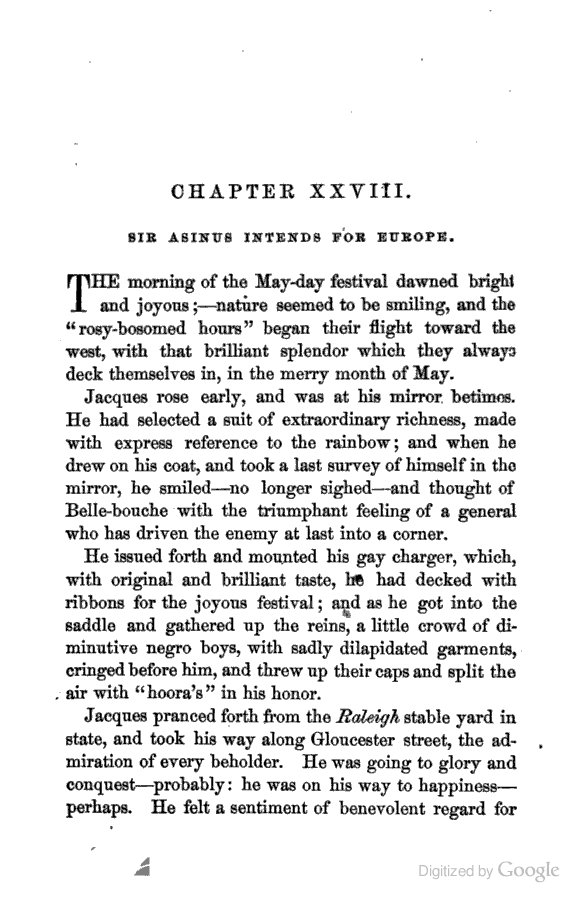 CHAPTER XXVIII.
SIR ASINUS INTENDS FOR EUROPE.
THE morning of the May-day festival dawned bright
and joyous;—nature seemed to be smiling, and the
"rosy-bosomed hours" began their flight toward the
west, with that brilliant splendor which they always
deck themselves in, in the merry month of May.
Jacques rose early, and was at his mirror betimes.
He had selected a suit of extraordinary richness, made
with express reference to the rainbow; and when he
drew on his coat, and took a last survey of himself in the
mirror, he smiled—no longer sighed—and thought of
Belle-bouche with the triumphant feeling of a general
who has driven the enemy at last into a corner.
He issued forth and mounted his gay charger, which,
with original and brilliant taste, he had decked with
ribbons for the joyous festival; and as he got into the
saddle and gathered up the reins, a little crowd of di-
minutive negro boys, with sadly dilapidated garments,
cringed before him, and threw up their caps and split the
air with "hoora's" in his honor.
Jacques pranced forth from the Raleigh stable yard in
state, and took his way along Gloucester street, the ad-
miration of every beholder. He was going to glory and
conquest—probably: he was on his way to happiness—
perhaps. He felt a sentiment of benevolent regard for
Digitized by Google